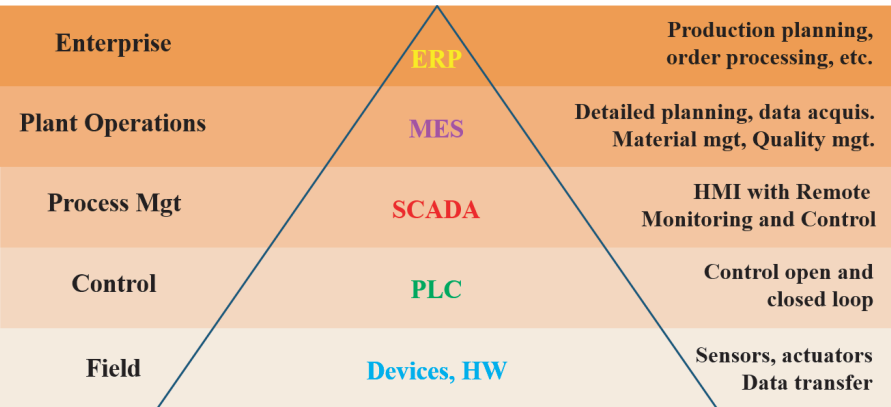 Enterprise
ERP
Production planning,
order processing, etc.
Plant Operations
MES
Detailed planning, data acquis.
Material mgt, Quality mgt.
Process Mgt
SCADA
HMI with Remote
Monitoring and Control
Control
PLC
Control open and
closed loop
Field
Devices, HW
Sensors, actuators
Data transfer